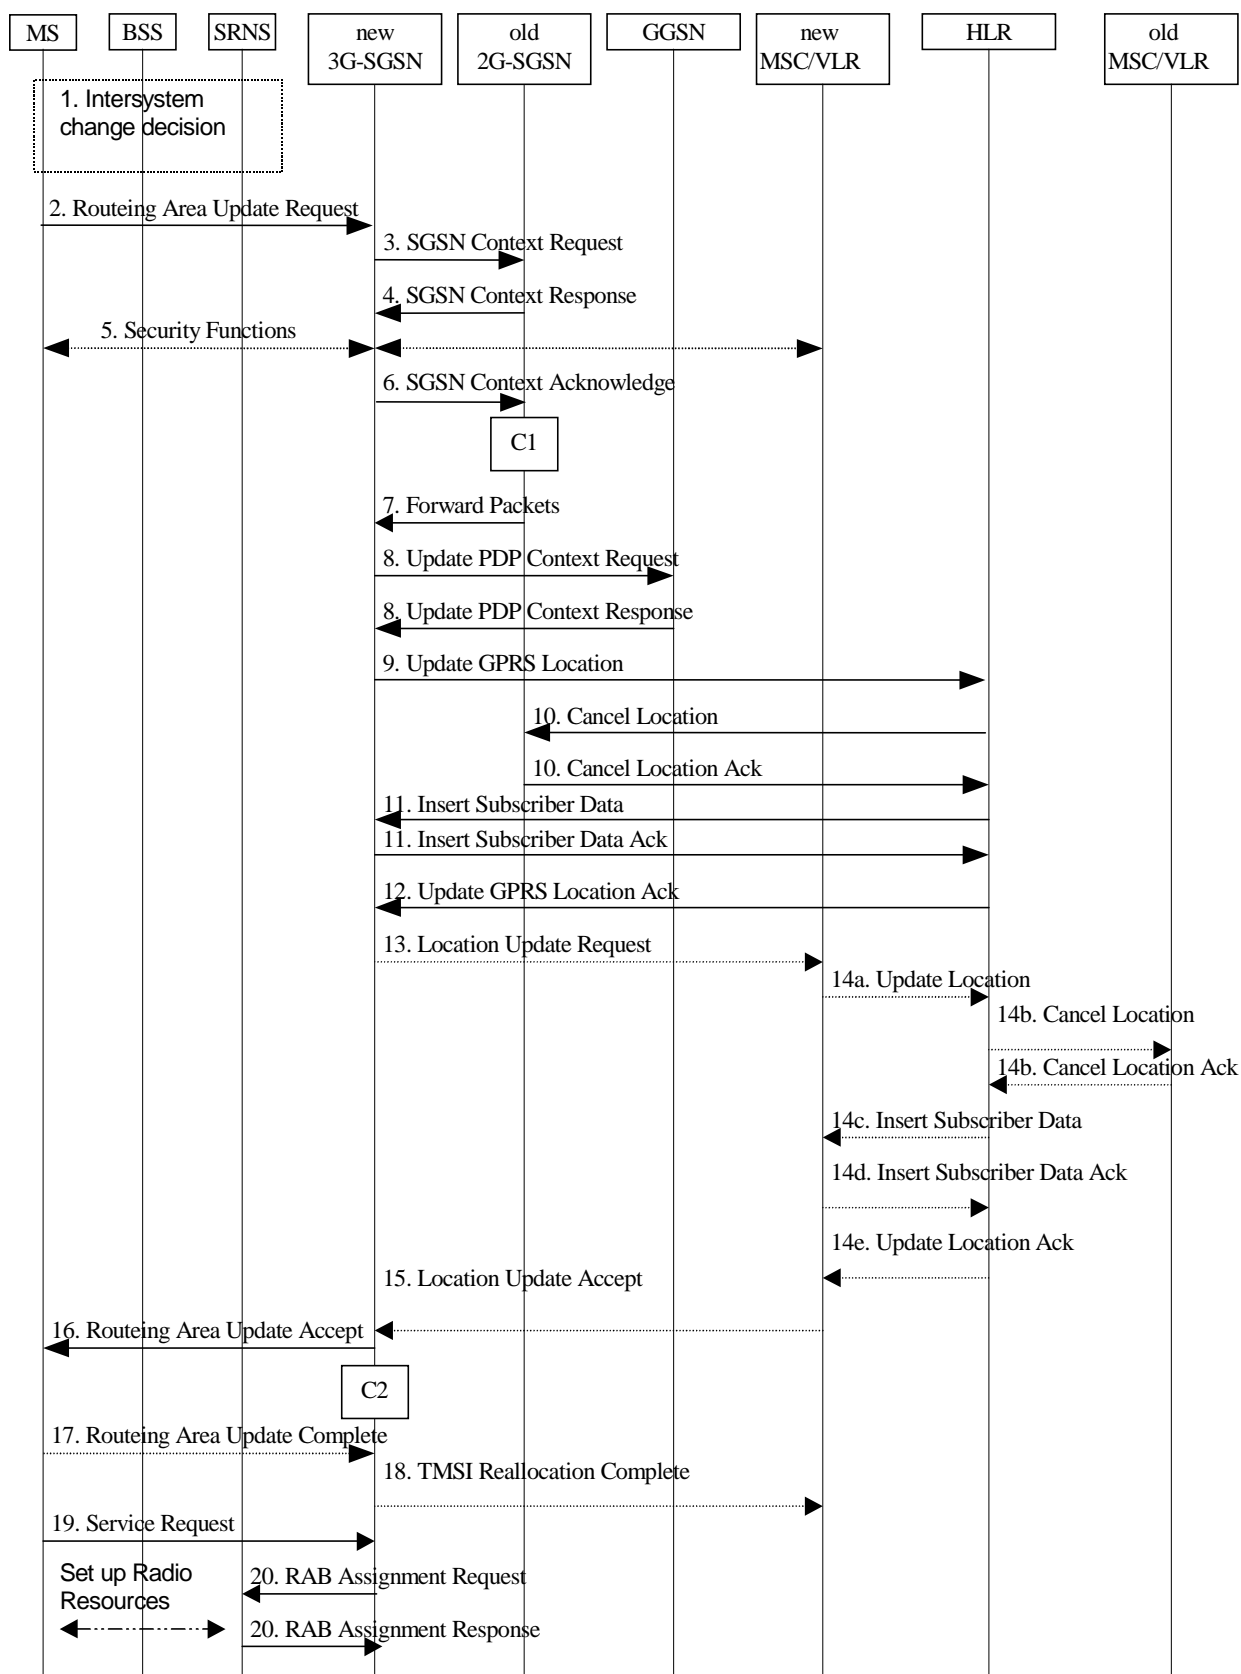 MS
BSS
SRNS
new
3G-SGSN
old
2G-SGSN
GGSN
new
MSC/VLR
HLR
old
MSC/VLR
1. Intersystem
change decision
2. Routeing Area Update Request
3. SGSN Context Request
4. SGSN Context Response
5. Security Functions
6. SGSN Context Acknowledge
C1
7. Forward Packets
8. Update PDP Context Request
8. Update PDP Context Response
9. Update GPRS Location
10. Cancel Location
10. Cancel Location Ack
11. Insert Subscriber Data
11. Insert Subscriber Data Ack
12. Update GPRS Location Ack
13. Location Update Request
14a. Update Location
14b. Cancel Location
14b. Cancel Location Ack
14c. Insert Subscriber Data
14d. Insert Subscriber Data Ack
14e. Update Location Ack
15. Location Update Accept
16. Routeing Area Update Accept
C2
17. Routeing Area Update Complete
18. TMSI Reallocation Complete
19. Service Request
Set up Radio
Resources
20. RAB Assignment Request
20. RAB Assignment Response